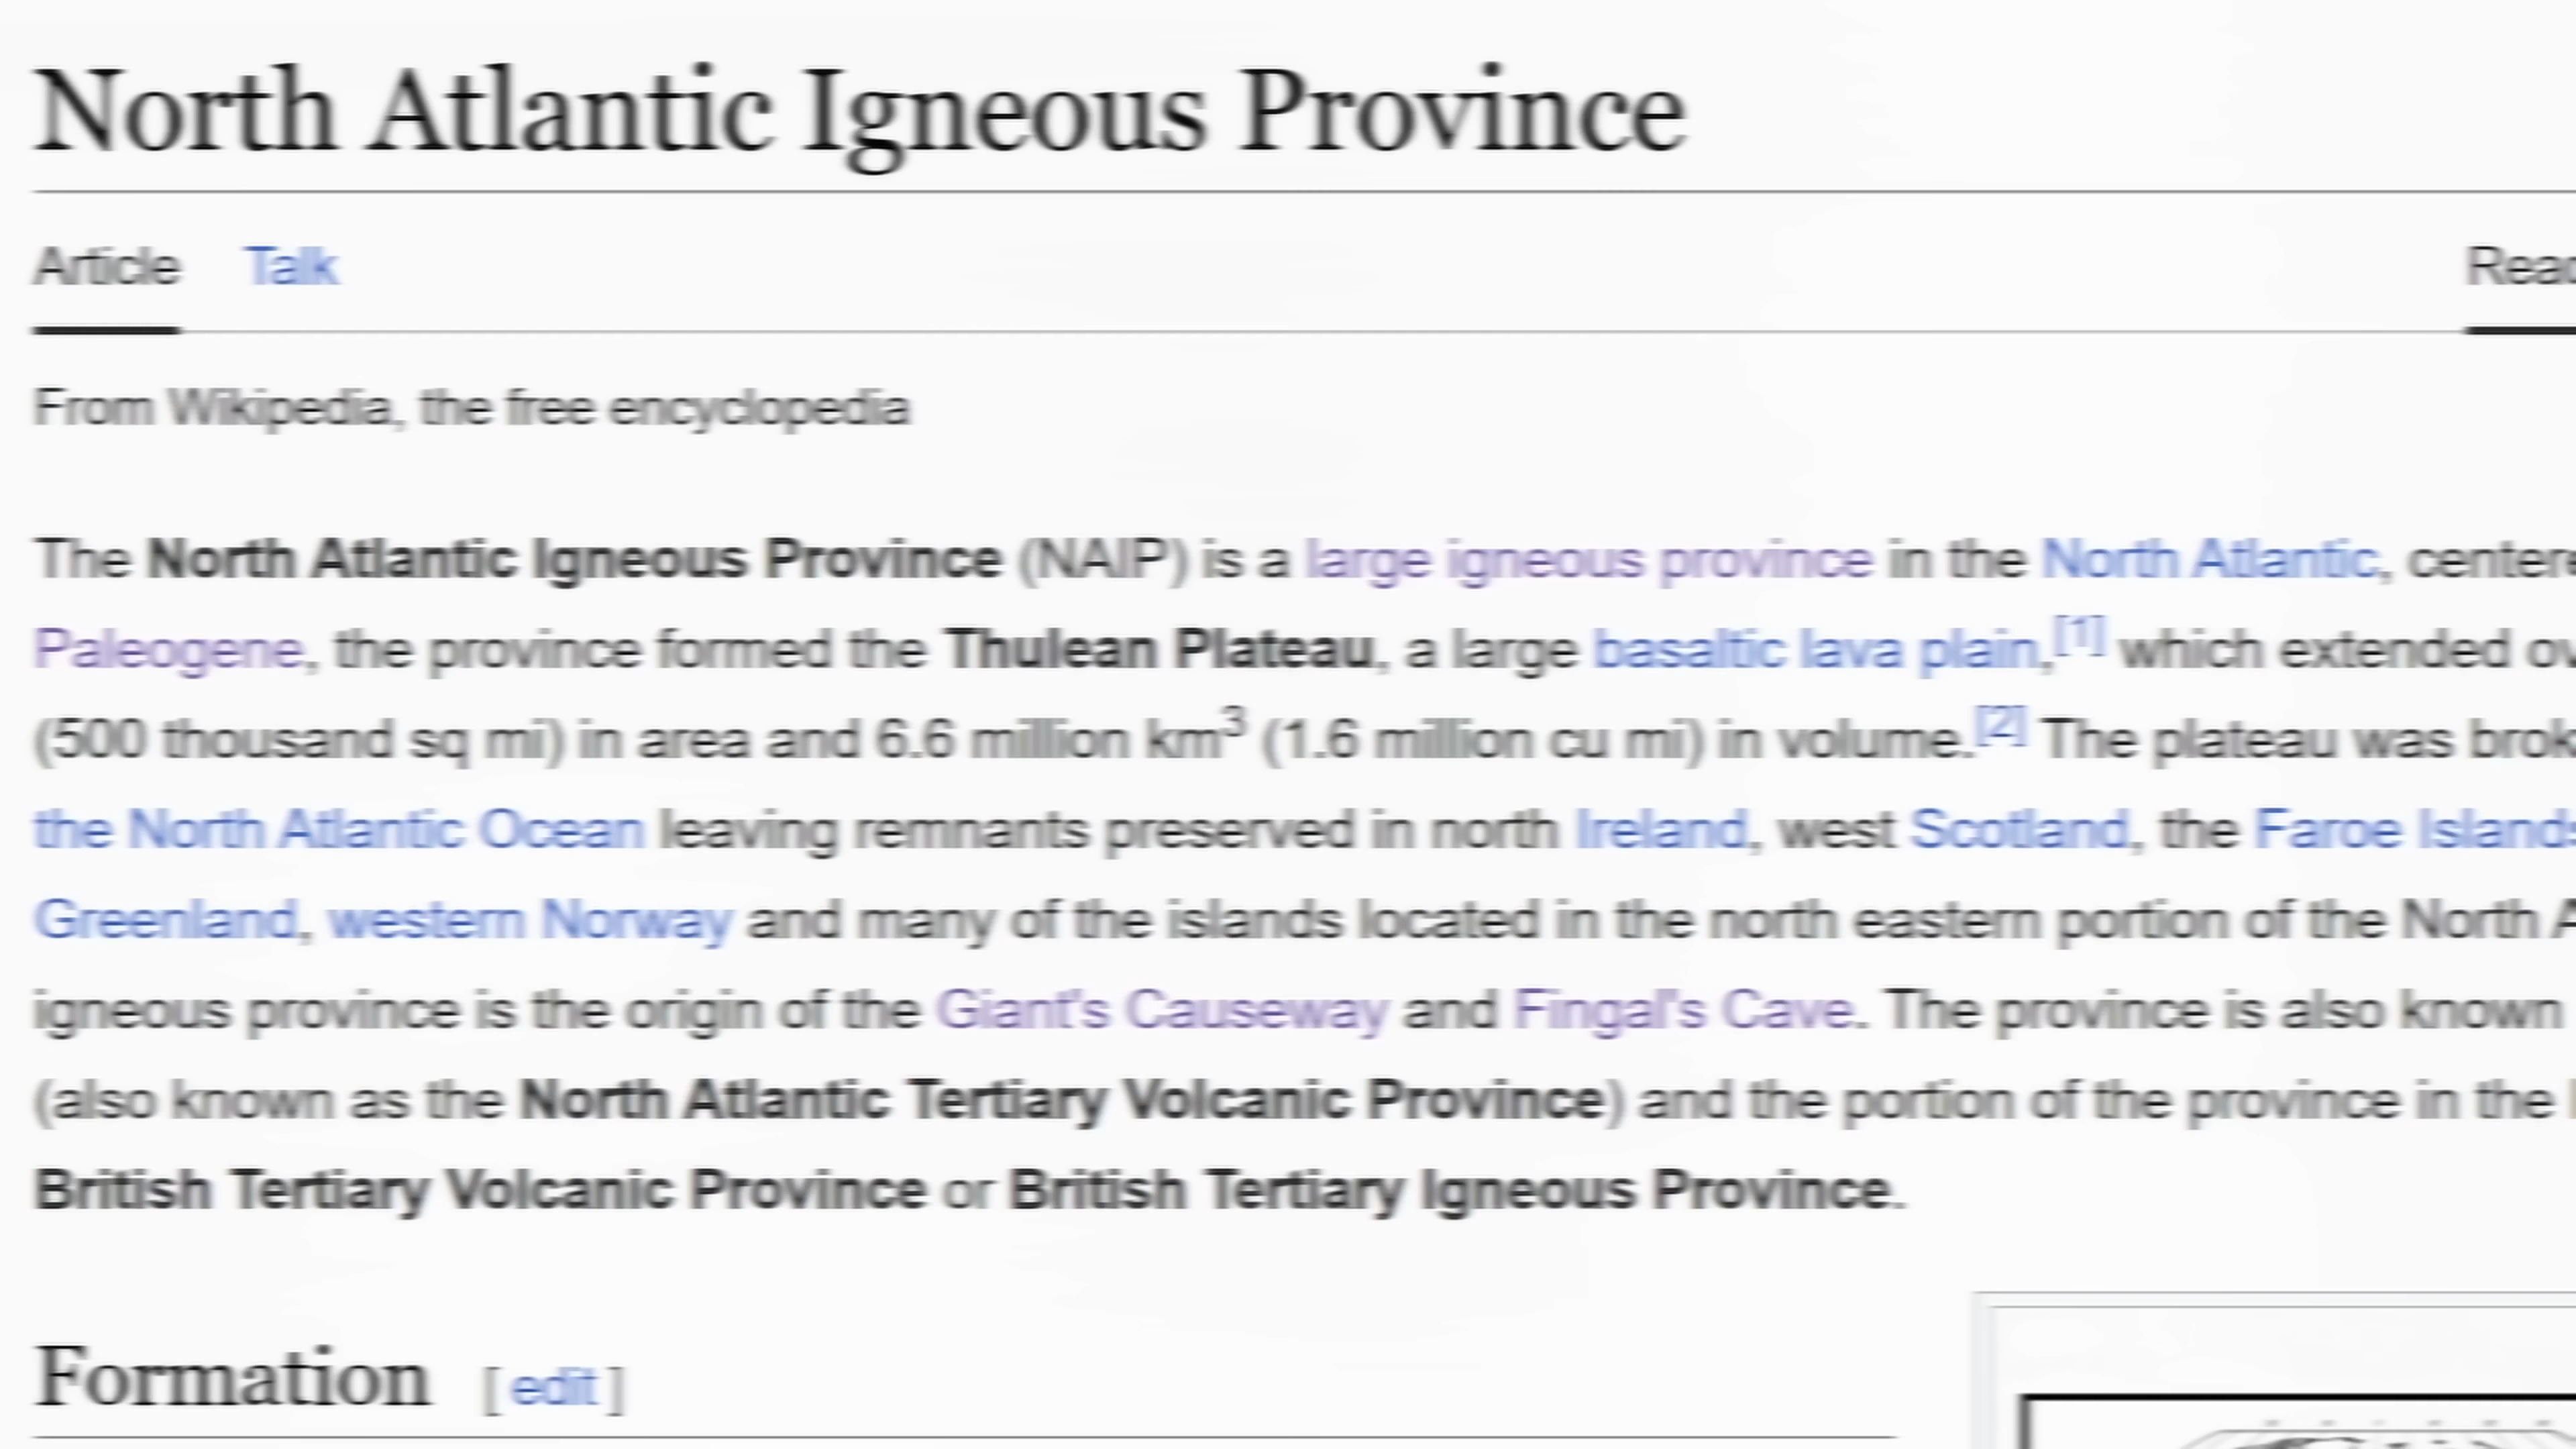 North Atlantic Igneous Province
Article Talk
From Wikipedia, the free encyclopedia
The North Atlantic Igneous Province (NAIP) is a large igneous province in the North Atlantic, centere
Paleogene, the province formed the Thulean Plateau, a large basaltic lava plain,[1] which extended ov
(500 thousand sq mi) in area and 6.6 million km³ (1.6 million cu mi) in volume.[2] The plateau was brok
the North Atlantic Ocean leaving remnants preserved in north Ireland, west Scotland, the Faroe Islands
Greenland, western Norway and many of the islands located in the north eastern portion of the North A
igneous province is the origin of the Giant's Causeway and Fingal's Cave. The province is also known
(also known as the North Atlantic Tertiary Volcanic Province) and the portion of the province in the
British Tertiary Volcanic Province or British Tertiary Igneous Province.
Formation [ edit ]